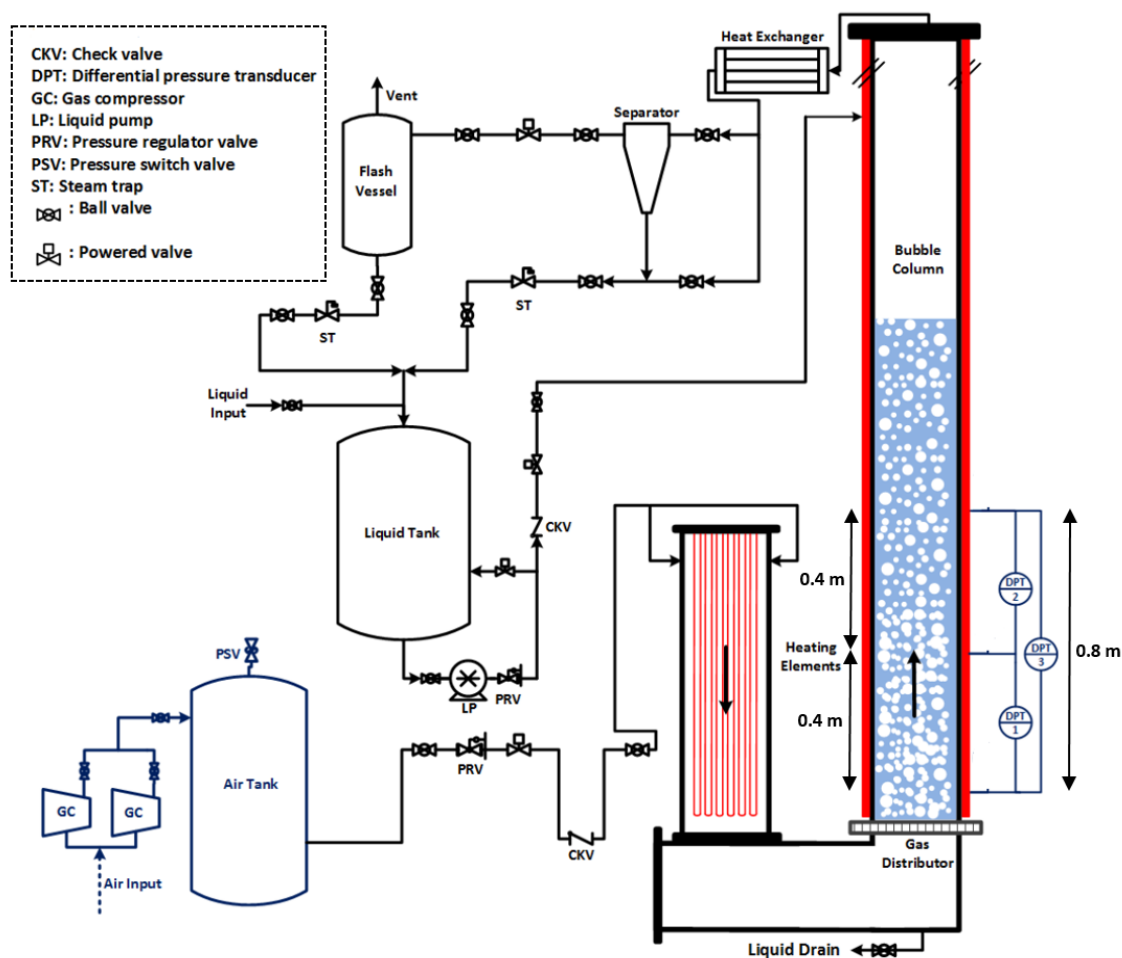 CKV: Check valve
DPT: Differential pressure transducer
GC: Gas compressor
LP: Liquid pump
PRV: Pressure regulator valve
PSV: Pressure switch valve
ST: Steam trap
: Ball valve
: Powered valve
Vent
Flash
Vessel
Separator
Heat Exchanger
Bubble
Column
ST
ST
Liquid
Input
Liquid Tank
CKV
LP
PRV
PSV
Air Tank
GC
GC
Air Input
PRV
CKV
Heating
Elements
0.4 m
0.4 m
DPT
2
DPT
3
DPT
1
0.8 m
Gas
Distributor
Liquid Drain